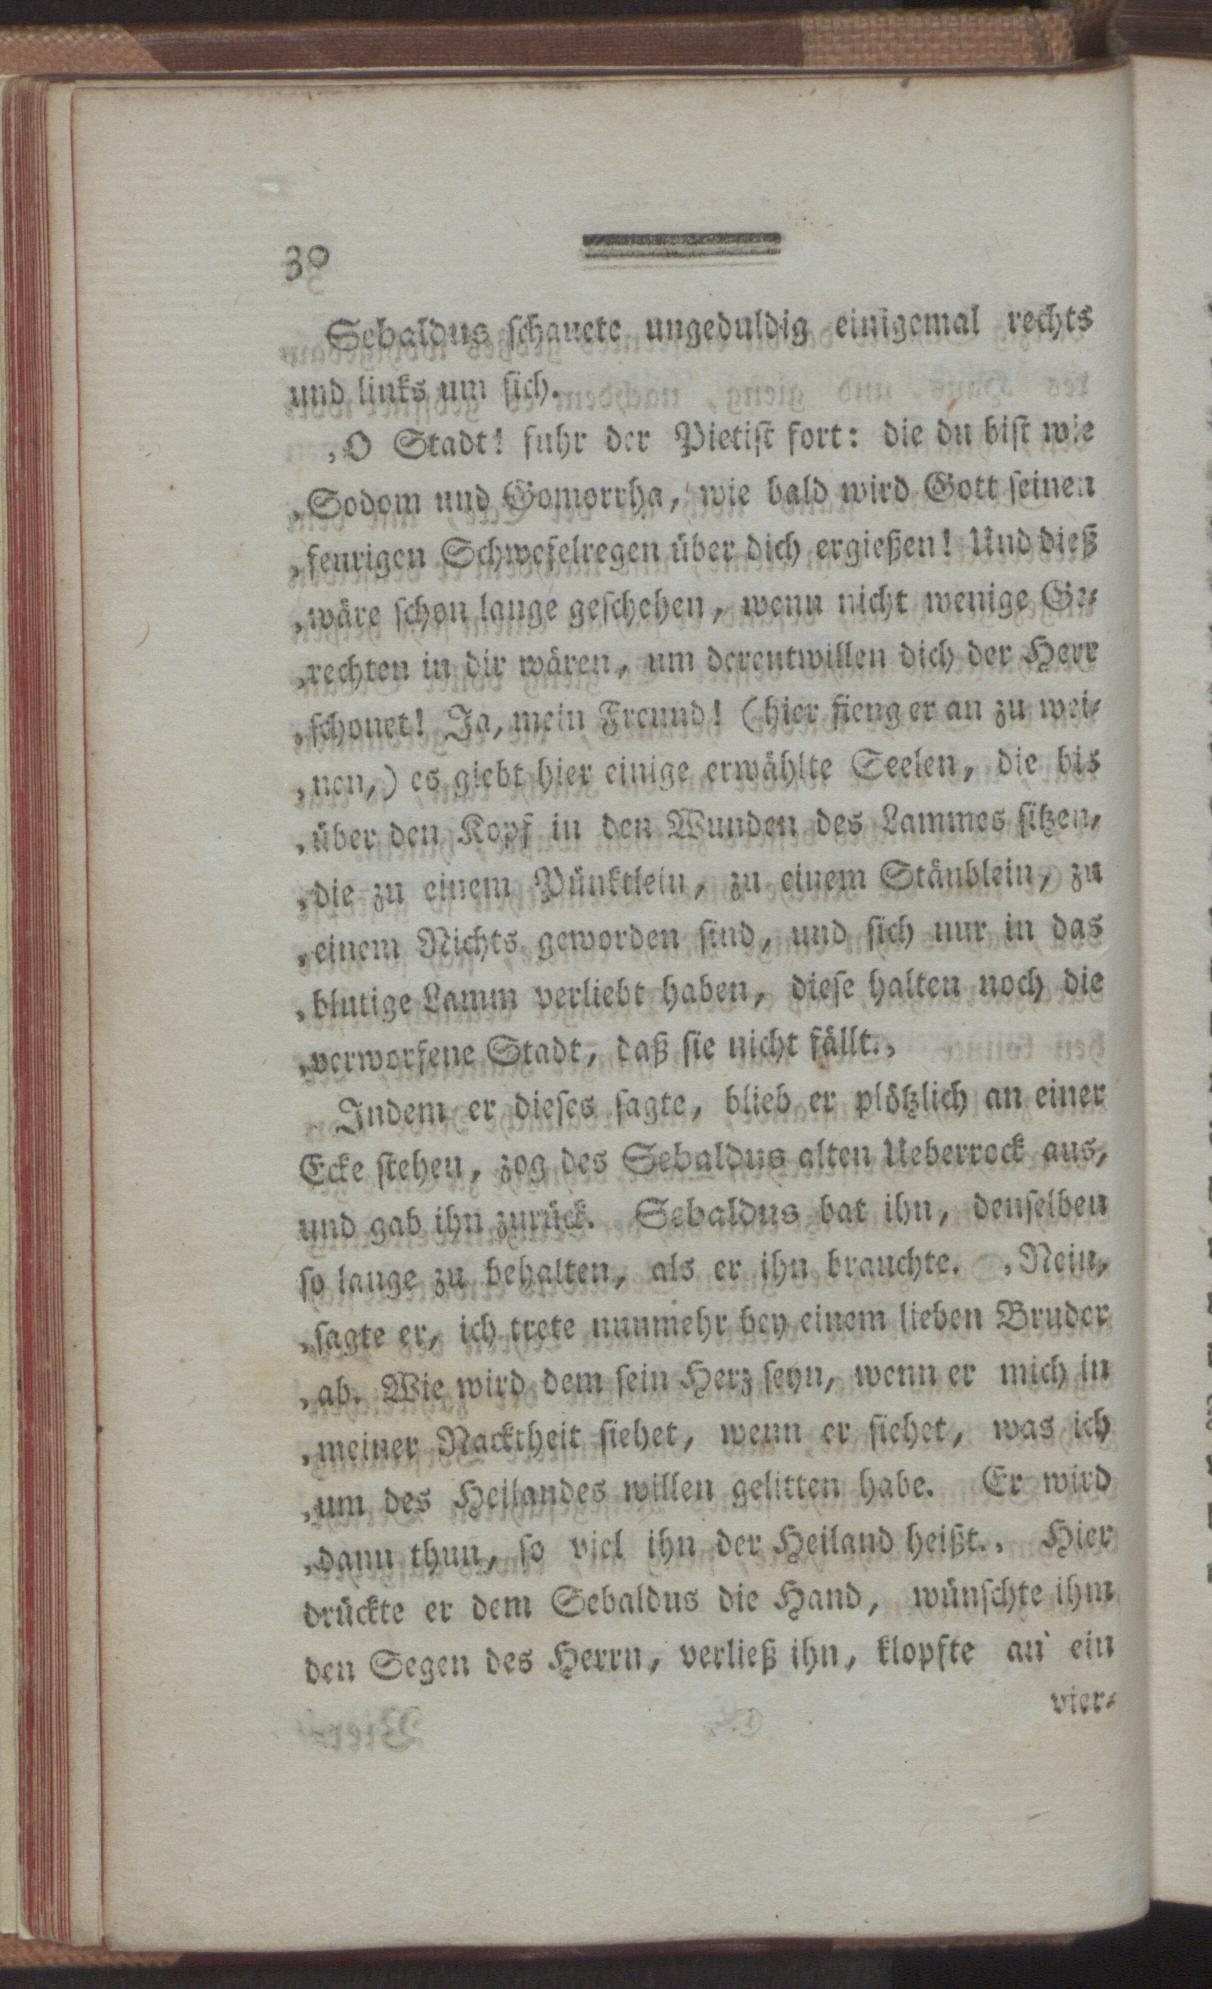 30
Sebaldus schauete ungeduldig einigemal rechts
und links um sich.
„O Stadt! fuhr der Pietist fort: die du bist wie
„Sodom und Gomorrha, wie bald wird Gott seinen
„feurigen Schwefelregen über dich ergießen! Und dieß
„wäre schon lange geschehen, wenn nicht wenige Ge-
„rechten in dir wären, um derentwillen dich der Herr
„schonet! Ja, mein Freund! (hier fieng er an zu wei-
„nen,) es giebt hier einige erwählte Seelen, die bis
„über den Kopf in den Wunden des Lammes sitzen,
„die zu einem Pünktlein, zu einem Stäublein, zu
„einem Nichts geworden sind, und sich nur in das
„blutige Lamm verliebt haben, diese halten noch die
„verworfene Stadt, daß sie nicht fällt.„
Indem er dieses sagte, blieb er plötzlich an einer
Ecke stehen, zog des Sebaldus alten Ueberrock aus,
und gab ihn zurück. Sebaldus bat ihn, denselben
so lange zu behalten, als er ihn brauchte. „Nein,
„sagte er, ich trete nunmehr bey einem lieben Bruder
„ab. Wie wird dem sein Herz seyn, wenn er mich in
„meiner Nacktheit siehet, wenn er siehet, was ich
„um des Heilandes willen gelitten habe. Er wird
„dann thun, so viel ihn der Heiland heißt.„ Hier
drückte er dem Sebaldus die Hand, wünschte ihm
den Segen des Herrn, verließ ihn, klopfte an ein
vier-